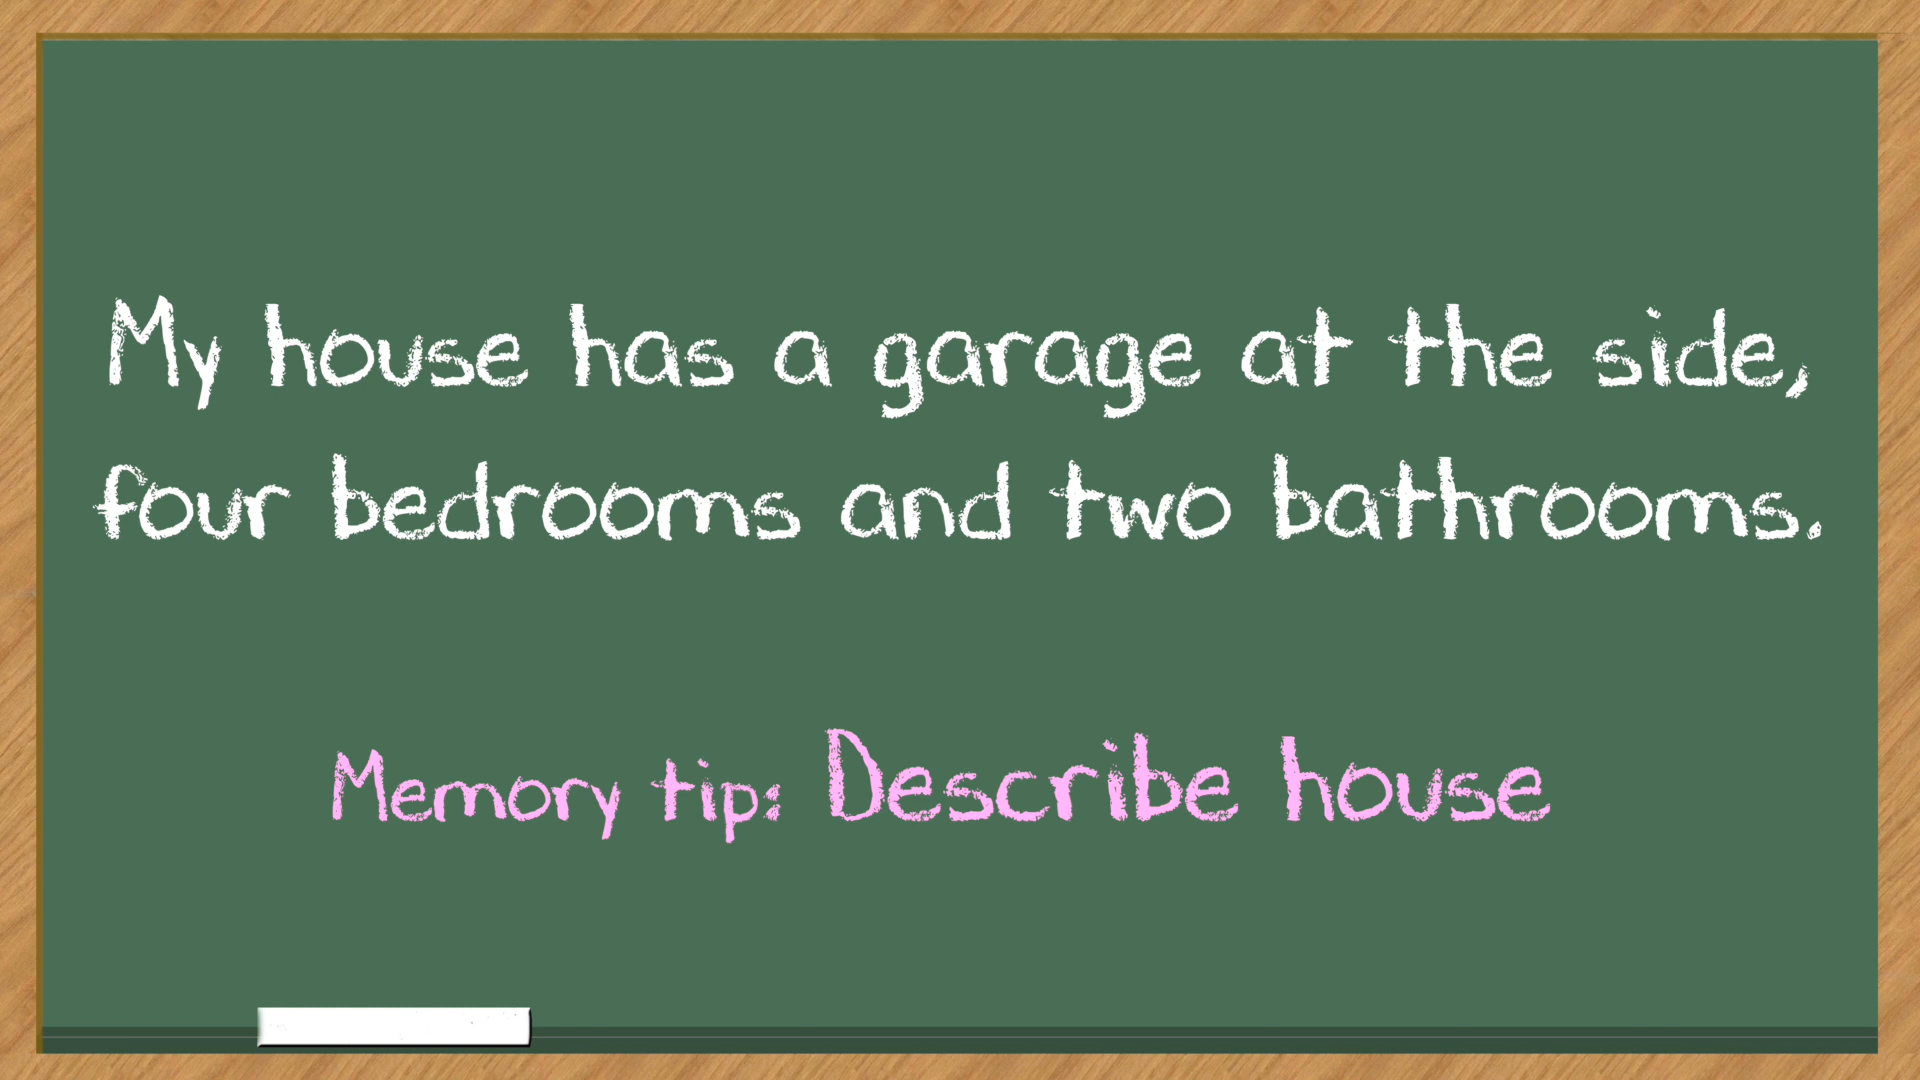 My house has a garage at the side,
four bedrooms and two bathrooms.
Memory tip: Describe house